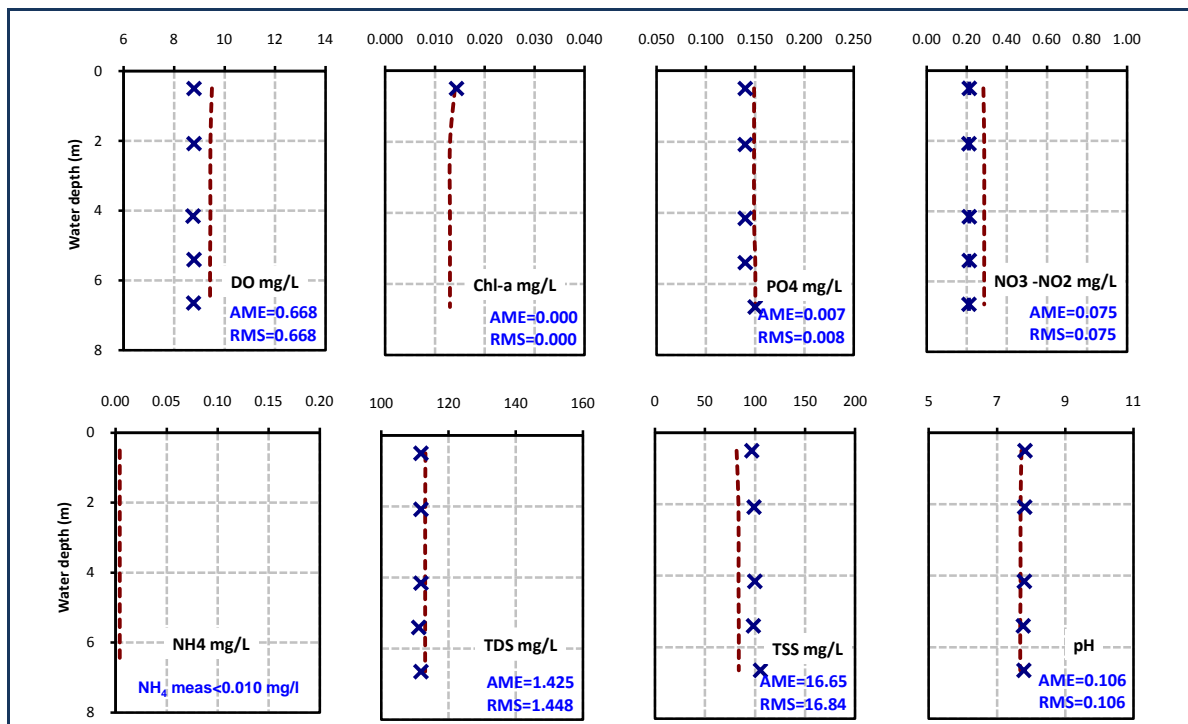 6 8 10 12 14
0.000 0.010 0.020 0.030 0.040
0.050 0.100 0.150 0.200 0.250
0.00 0.20 0.40 0.60 0.80 1.00
0
2
4
6
8
Water depth (m)
DO mg/L
AME=0.668
RMS=0.668
Chl-a mg/L
AME=0.000
RMS=0.000
PO4 mg/L
AME=0.007
RMS=0.008
NO3 -NO2 mg/L
AME=0.075
RMS=0.075
0.00 0.05 0.10 0.15 0.20
100 120 140 160
0 50 100 150 200
5 7 9 11
0
2
4
6
8
Water depth (m)
NH4 mg/L
NH₄ meas<0.010 mg/l
TDS mg/L
AME=1.425
RMS=1.448
TSS mg/L
AME=16.65
RMS=16.84
pH
AME=0.106
RMS=0.106